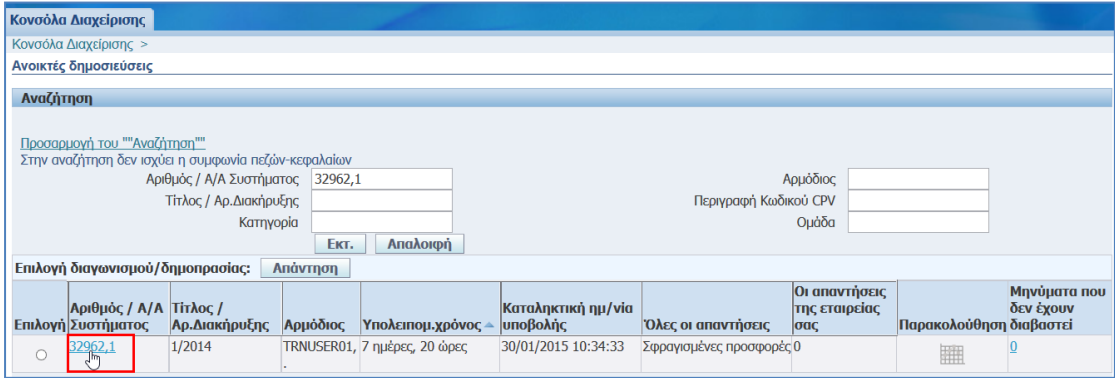 Κονσόλα Διαχείρισης
Κονσόλα Διαχείρισης >
Ανοικτές δημοσιεύσεις
Αναζήτηση
Προσαρμογή του ""Αναζήτηση""
Στην αναζήτηση δεν ισχύει η συμφωνία πεζών-κεφαλαίων
Αριθμός / Α/Α Συστήματος 32962,1 Αρμόδιος
Τίτλος / Αρ.Διακήρυξης Περιγραφή Κωδικού CPV
Κατηγορία Ομάδα
Εκτ. Απαλοιφή
Επιλογή διαγωνισμού/δημοπρασίας: Απάντηση
Οι απαντήσεις Μηνύματα που
Αριθμός / Α/Α Τίτλος / Καταληκτική ημ/νία της εταιρείας δεν έχουν
Επιλογή Συστήματος Αρ.Διακήρυξης Αρμόδιος Υπολειπομ.χρόνος υποβολής Όλες οι απαντήσεις σας Παρακολούθηση διαβαστεί
32962,1 1/2014 TRNUSER01, 7 ημέρες, 20 ώρες 30/01/2015 10:34:33 Σφραγισμένες προσφορές 0 0
.